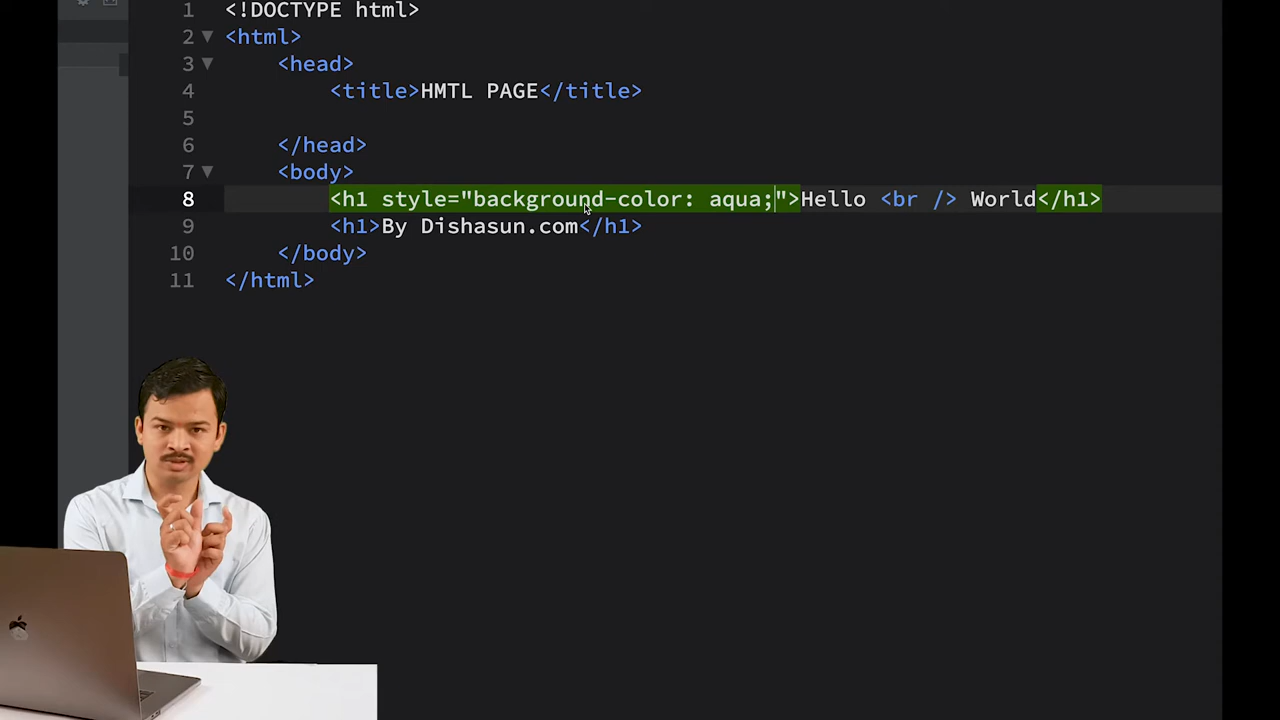 1 <!DOCTYPE html>
2 <html>
3 <head>
4 <title>HMTL PAGE</title>
5
6 </head>
7 <body>
8 <h1 style="background-color: aqua;">Hello <br /> World</h1>
9 <h1>By Dishasun.com</h1>
10 </body>
11 </html>